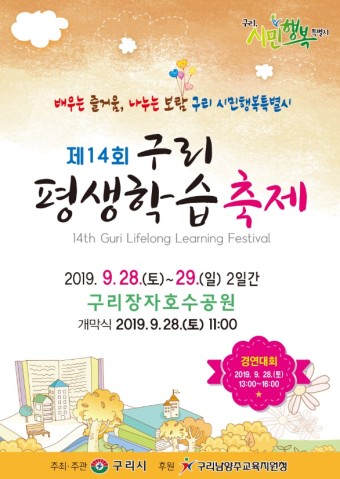 구리,
시민행복특별시
배우는 즐거움, 나누는 보람 구리 시민행복특별시
제14회 구리
평생학습축제
14th Guri Lifelong Learning Festival
2019. 9. 28.(토)~29.(일) 2일간
구리장자호수공원
개막식 2019. 9. 28.(토) 11:00
경연대회
2019. 9. 28.(토)
13:00~16:00
주최·주관 구리시 후원 구리남양주교육지원청